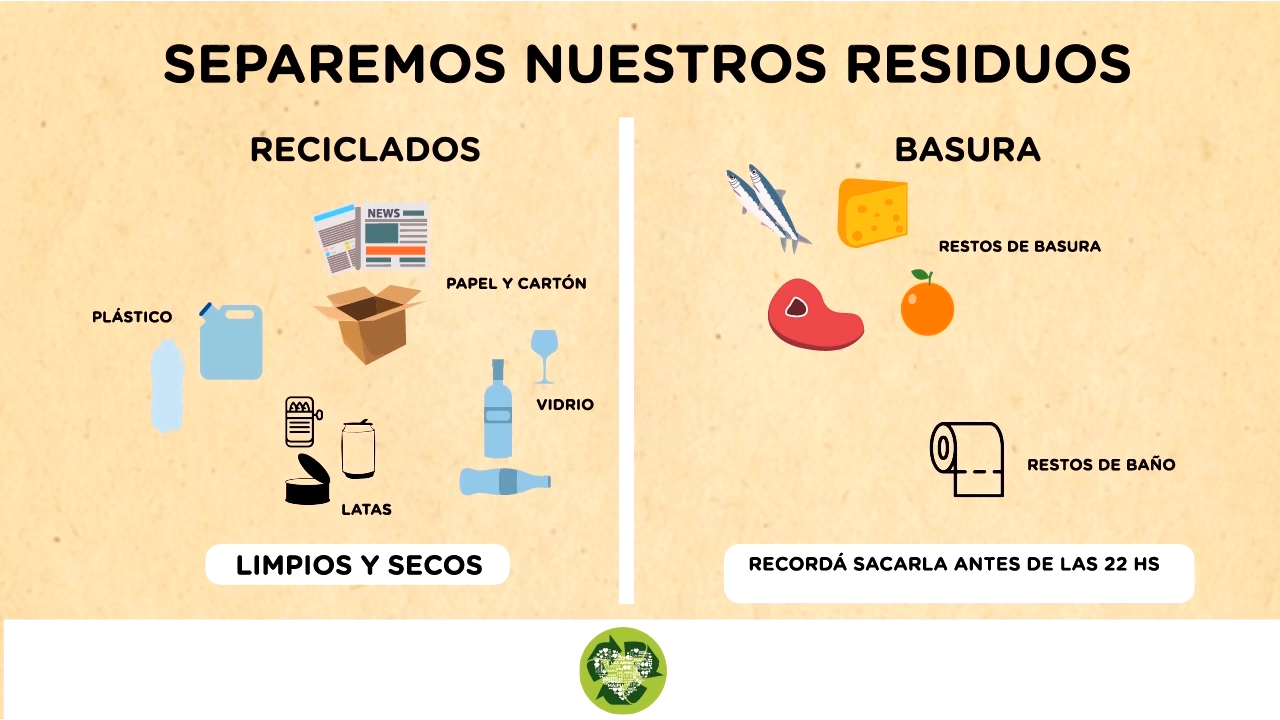 SEPAREMOS NUESTROS RESIDUOS
RECICLADOS
NEWS
PAPEL Y CARTÓN
PLÁSTICO
VIDRIO
LATAS
LIMPIOS Y SECOS
BASURA
RESTOS DE BASURA
RESTOS DE BAÑO
RECORDÁ SACARLA ANTES DE LAS 22 HS